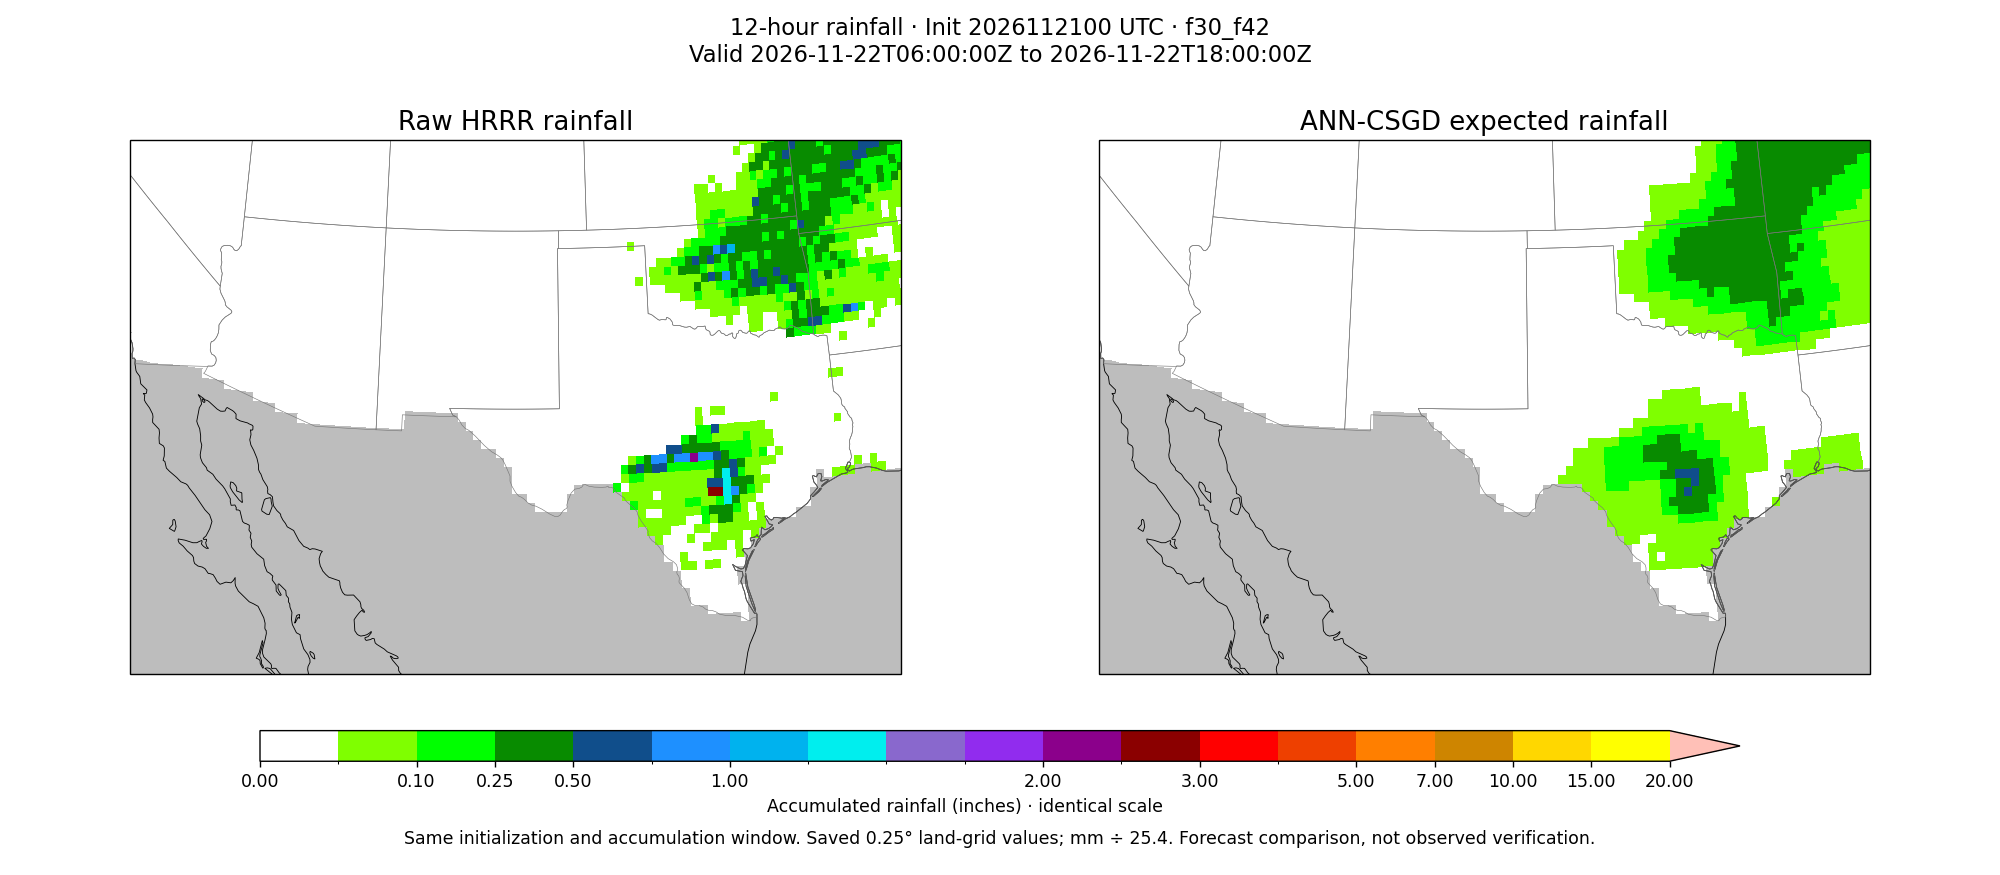 12-hour rainfall · Init 2026112100 UTC · f30_f42
Valid 2026-11-22T06:00:00Z to 2026-11-22T18:00:00Z
Raw HRRR rainfall
ANN-CSGD expected rainfall
0.00 0.10 0.25 0.50 1.00 2.00 3.00 5.00 7.00 10.00 15.00 20.00
Accumulated rainfall (inches) · identical scale
Same initialization and accumulation window. Saved 0.25° land-grid values; mm ÷ 25.4. Forecast comparison, not observed verification.